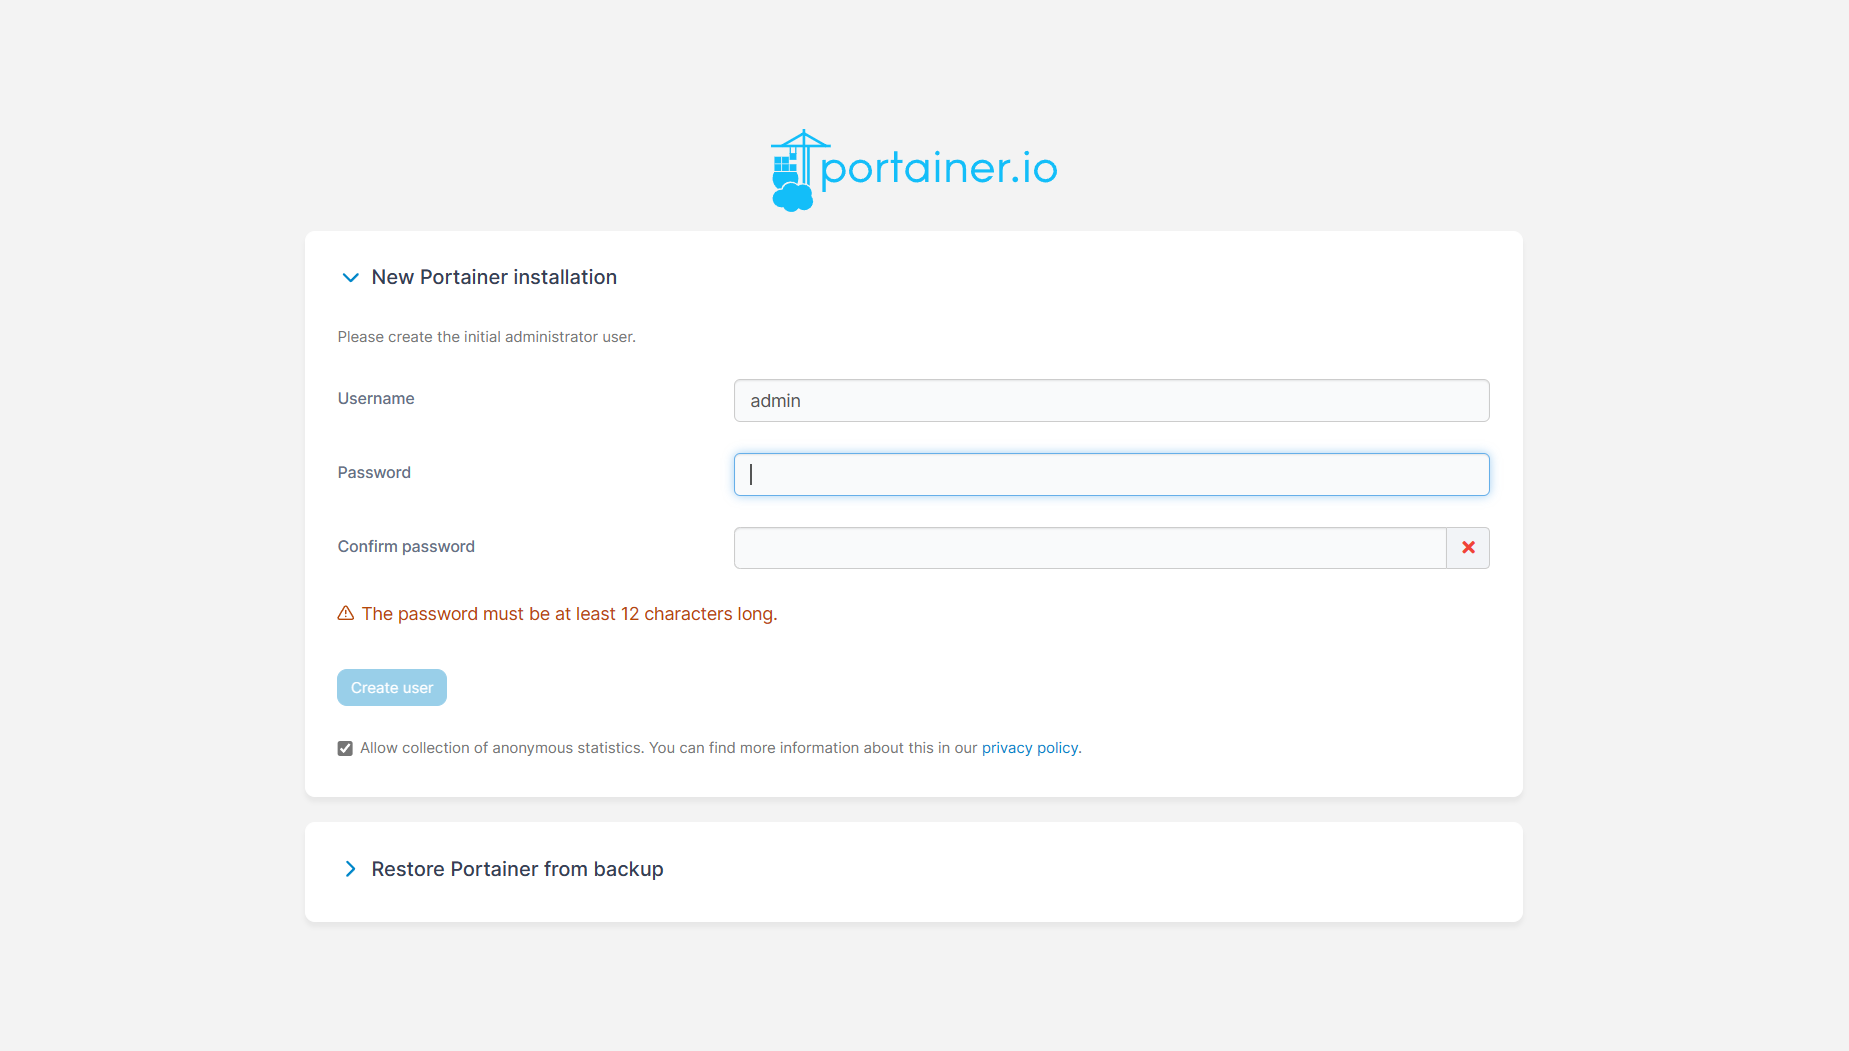 portainer.io
New Portainer installation
Please create the initial administrator user.
Username
admin
Password
Confirm password
The password must be at least 12 characters long.
Create user
Allow collection of anonymous statistics. You can find more information about this in our privacy policy.
Restore Portainer from backup